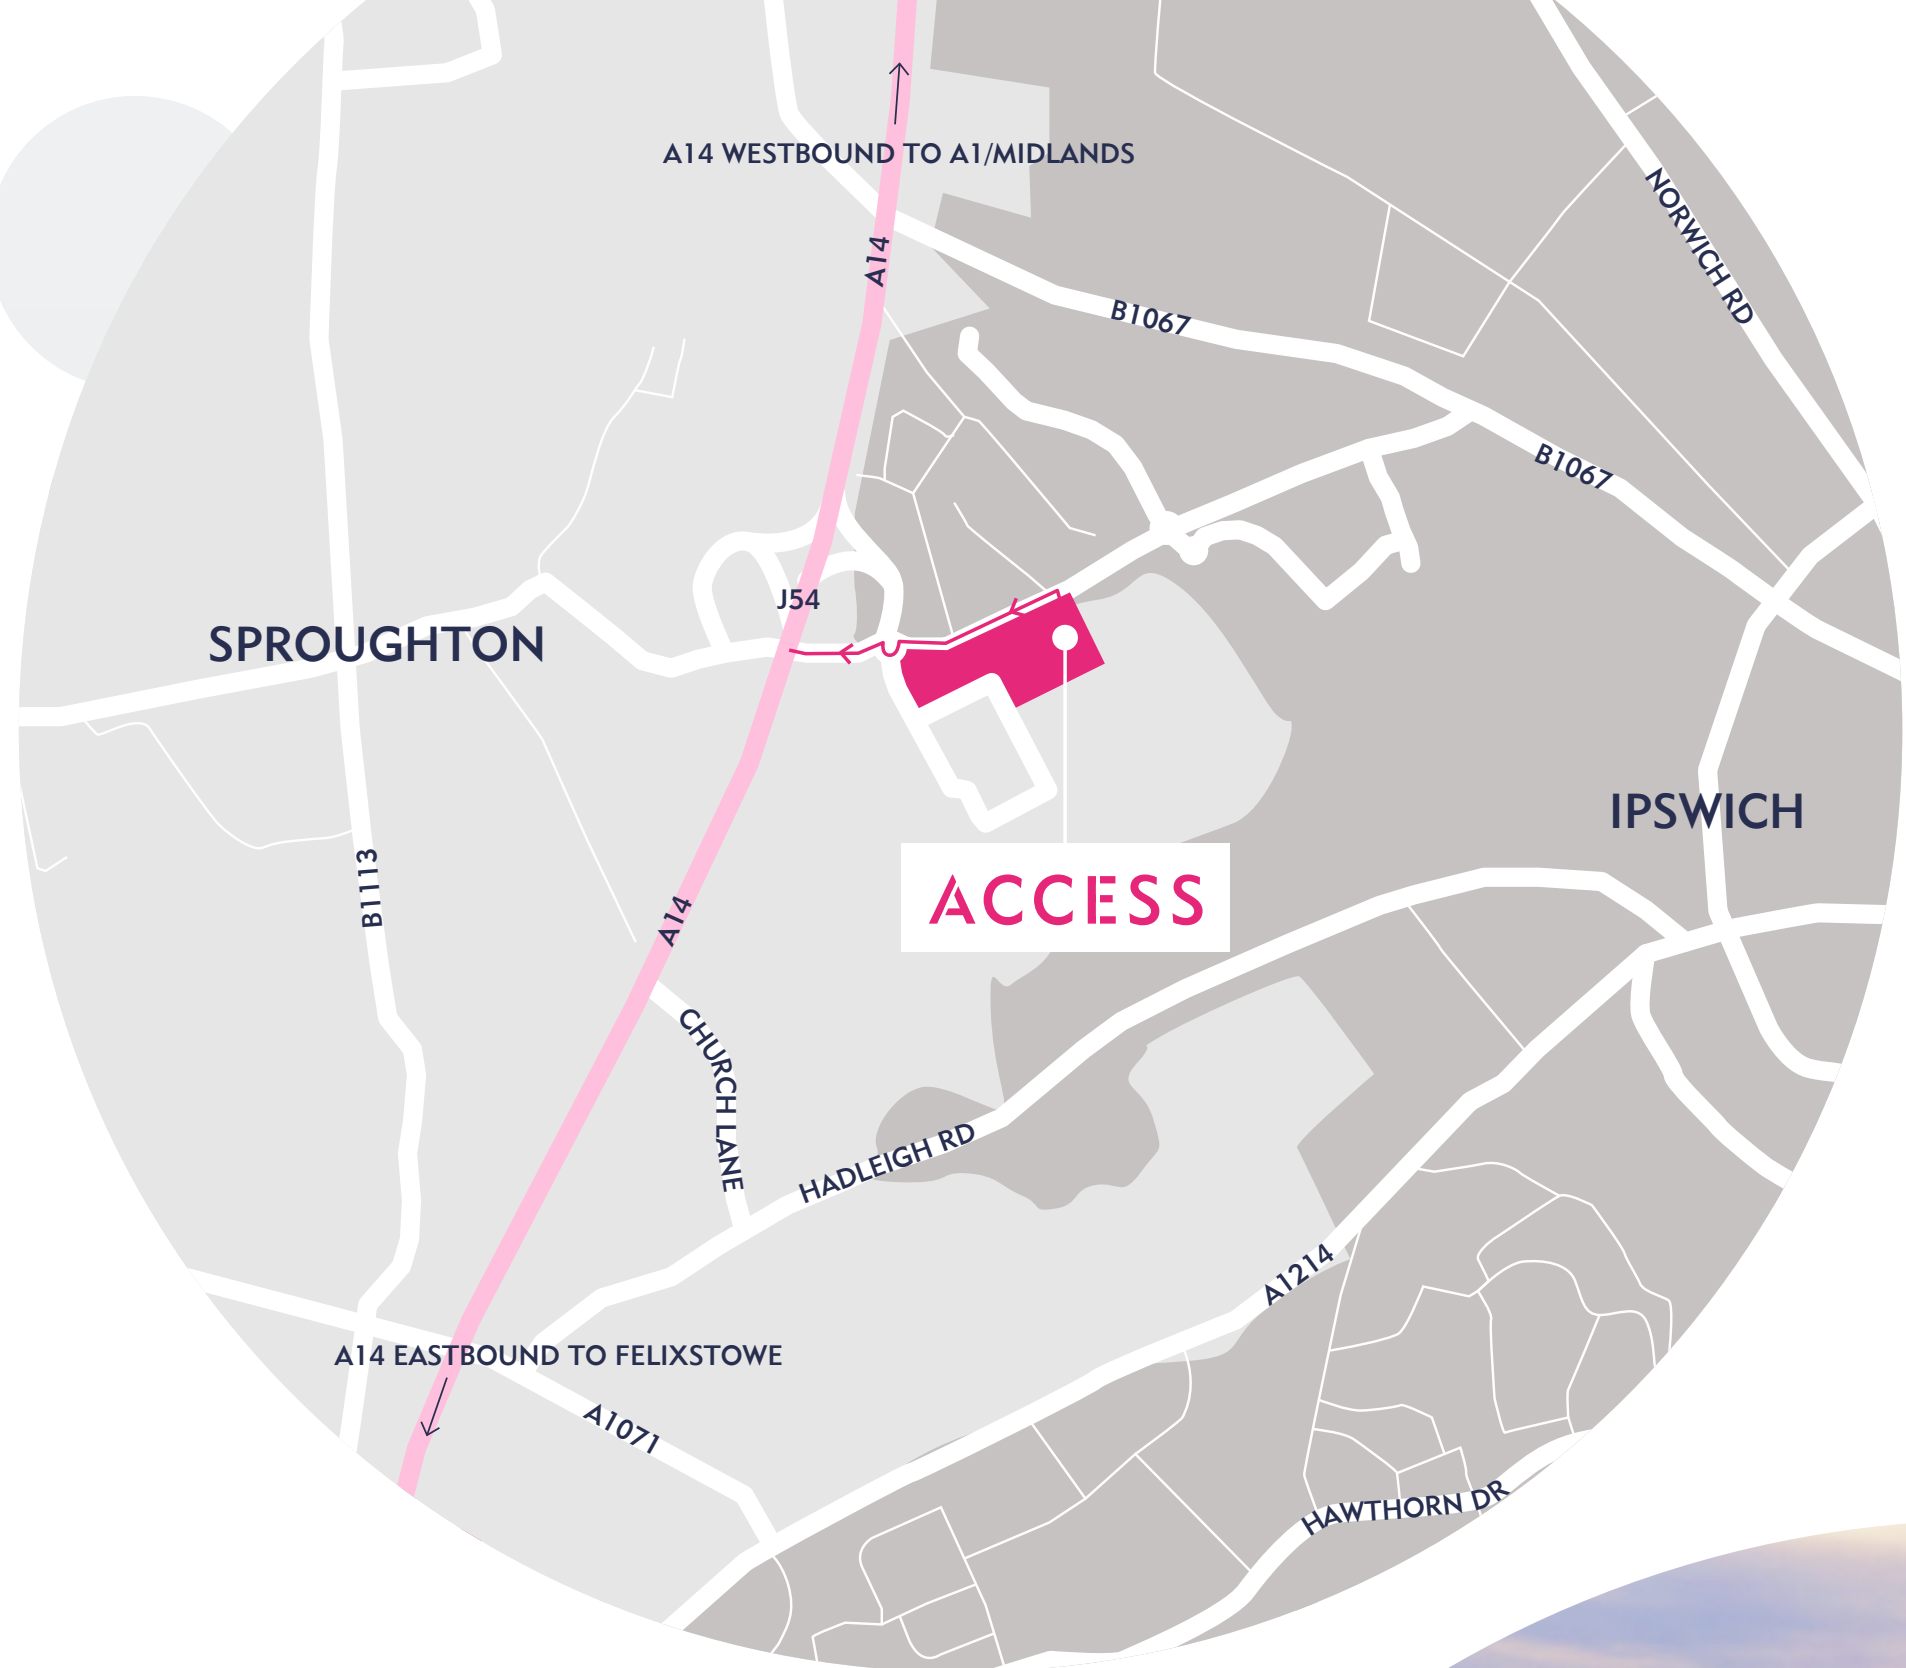 A14 WESTBOUND TO A1/MIDLANDS
NORWICH RD
A14
B1067
B1067
J54
SPROUGHTON
IPSWICH
B1113
ACCESS
A14
CHURCH LANE
HADLEIGH RD
A1214
A14 EASTBOUND TO FELIXSTOWE
A1071
HAWTHORN DR